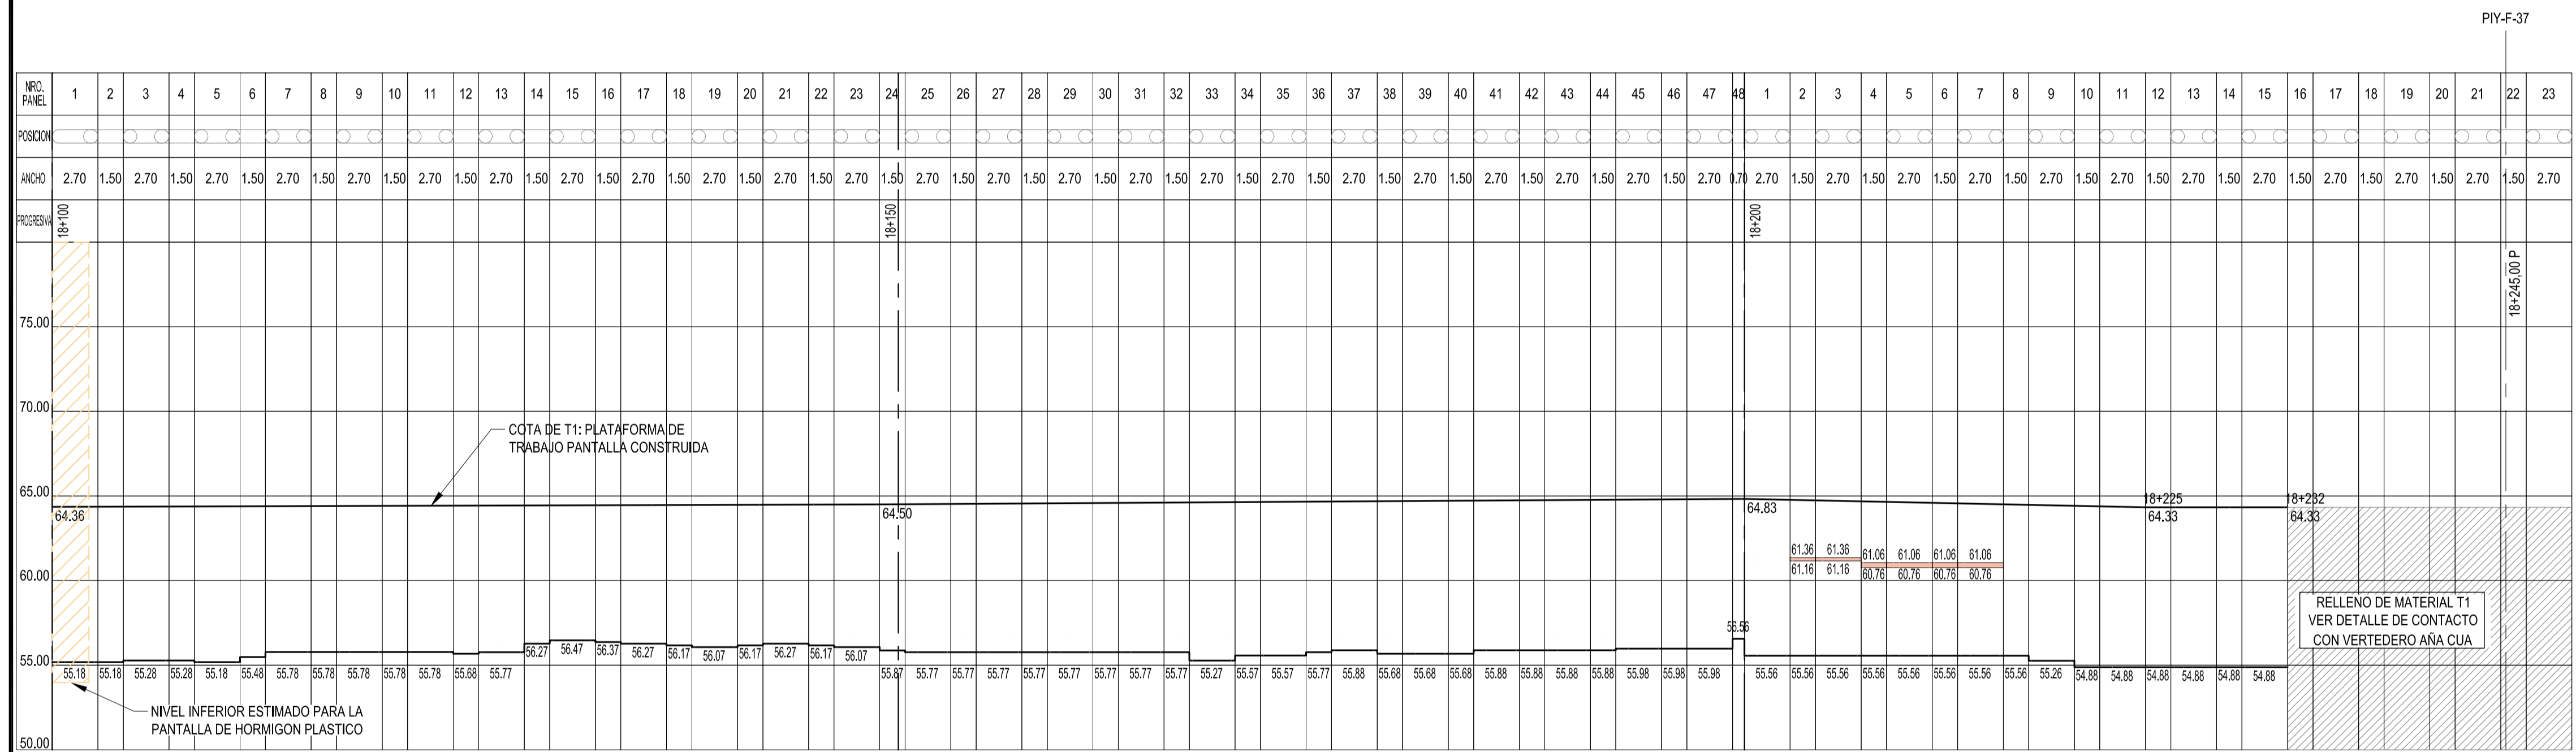 PIY-F-37
NRO. PANEL 1 2 3 4 5 6 7 8 9 10 11 12 13 14 15 16 17 18 19 20 21 22 23 24 25 26 27 28 29 30 31 32 33 34 35 36 37 38 39 40 41 42 43 44 45 46 47 48 1 2 3 4 5 6 7 8 9 10 11 12 13 14 15 16 17 18 19 20 21 22 23
POSICION
ANCHO 2.70 1.50 2.70 1.50 2.70 1.50 2.70 1.50 2.70 1.50 2.70 1.50 2.70 1.50 2.70 1.50 2.70 1.50 2.70 1.50 2.70 1.50 2.70 1.50 2.70 1.50 2.70 1.50 2.70 1.50 2.70 1.50 2.70 1.50 2.70 1.50 2.70 1.50 2.70 1.50 2.70 1.50 2.70 1.50 2.70 1.50 2.70 0.70 2.70 1.50 2.70 1.50 2.70 1.50 2.70 1.50 2.70 1.50 2.70 1.50 2.70 1.50 2.70 1.50 2.70 1.50 2.70 1.50 2.70 1.50 2.70
PROGRESIVA 18+100 18+150 18+200
18+245,00 P
75.00
70.00
COTA DE T1: PLATAFORMA DE
TRABAJO PANTALLA CONSTRUIDA
65.00
18+225 18+232
64.36 64.50 64.83 64.33 64.33
61.36 61.36 61.06 61.06 61.06 61.06
61.16 61.16 60.76 60.76 60.76 60.76
60.00
RELLENO DE MATERIAL T1
VER DETALLE DE CONTACTO
CON VERTEDERO AÑA CUA
56.56
55.00
55.18 55.18 55.28 55.28 55.18 55.48 55.78 55.78 55.78 55.78 55.78 55.68 55.77 56.27 56.47 56.37 56.27 56.17 56.07 56.17 56.27 56.17 56.07 55.87 55.77 55.77 55.77 55.77 55.77 55.77 55.77 55.77 55.27 55.57 55.57 55.77 55.88 55.68 55.68 55.68 55.88 55.88 55.88 55.88 55.98 55.98 55.98 55.56 55.56 55.56 55.56 55.56 55.56 55.56 55.56 55.26 54.88 54.88 54.88 54.88 54.88 54.88
NIVEL INFERIOR ESTIMADO PARA LA
PANTALLA DE HORMIGON PLASTICO
50.00